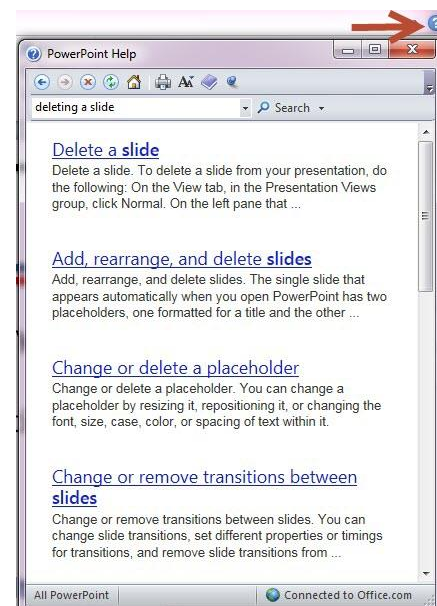 PowerPoint Help
deleting a slide
Search
Delete a slide
Delete a slide. To delete a slide from your presentation, do
the following: On the View tab, in the Presentation Views
group, click Normal. On the left pane that ...
Add, rearrange, and delete slides
Add, rearrange, and delete slides. The single slide that
appears automatically when you open PowerPoint has two
placeholders, one formatted for a title and the other ...
Change or delete a placeholder
Change or delete a placeholder. You can change a
placeholder by resizing it, repositioning it, or changing the
font, size, case, color, or spacing of text within it.
Change or remove transitions between
slides
Change or remove transitions between slides. You can
change slide transitions, set different properties or timings
for transitions, and remove slide transitions from ...
All PowerPoint
Connected to Office.com